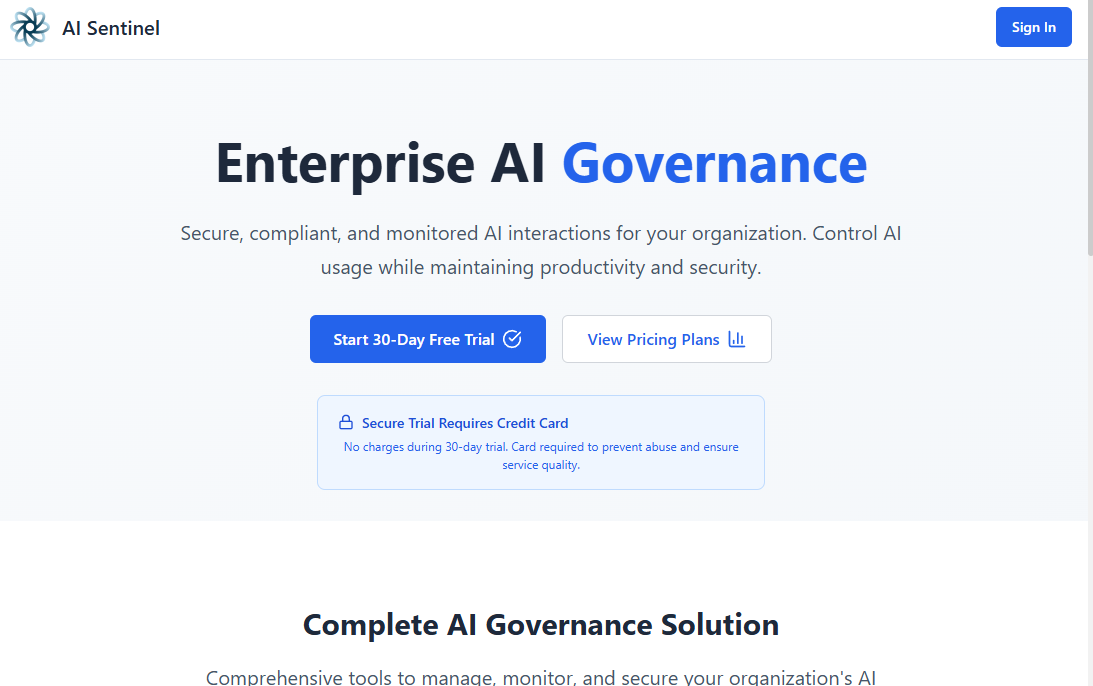 AI Sentinel
Sign In
Enterprise AI Governance
Secure, compliant, and monitored AI interactions for your organization. Control AI
usage while maintaining productivity and security.
Start 30-Day Free Trial
View Pricing Plans
Secure Trial Requires Credit Card
No charges during 30-day trial. Card required to prevent abuse and ensure
service quality.
Complete AI Governance Solution
Comprehensive tools to manage, monitor, and secure your organization's AI